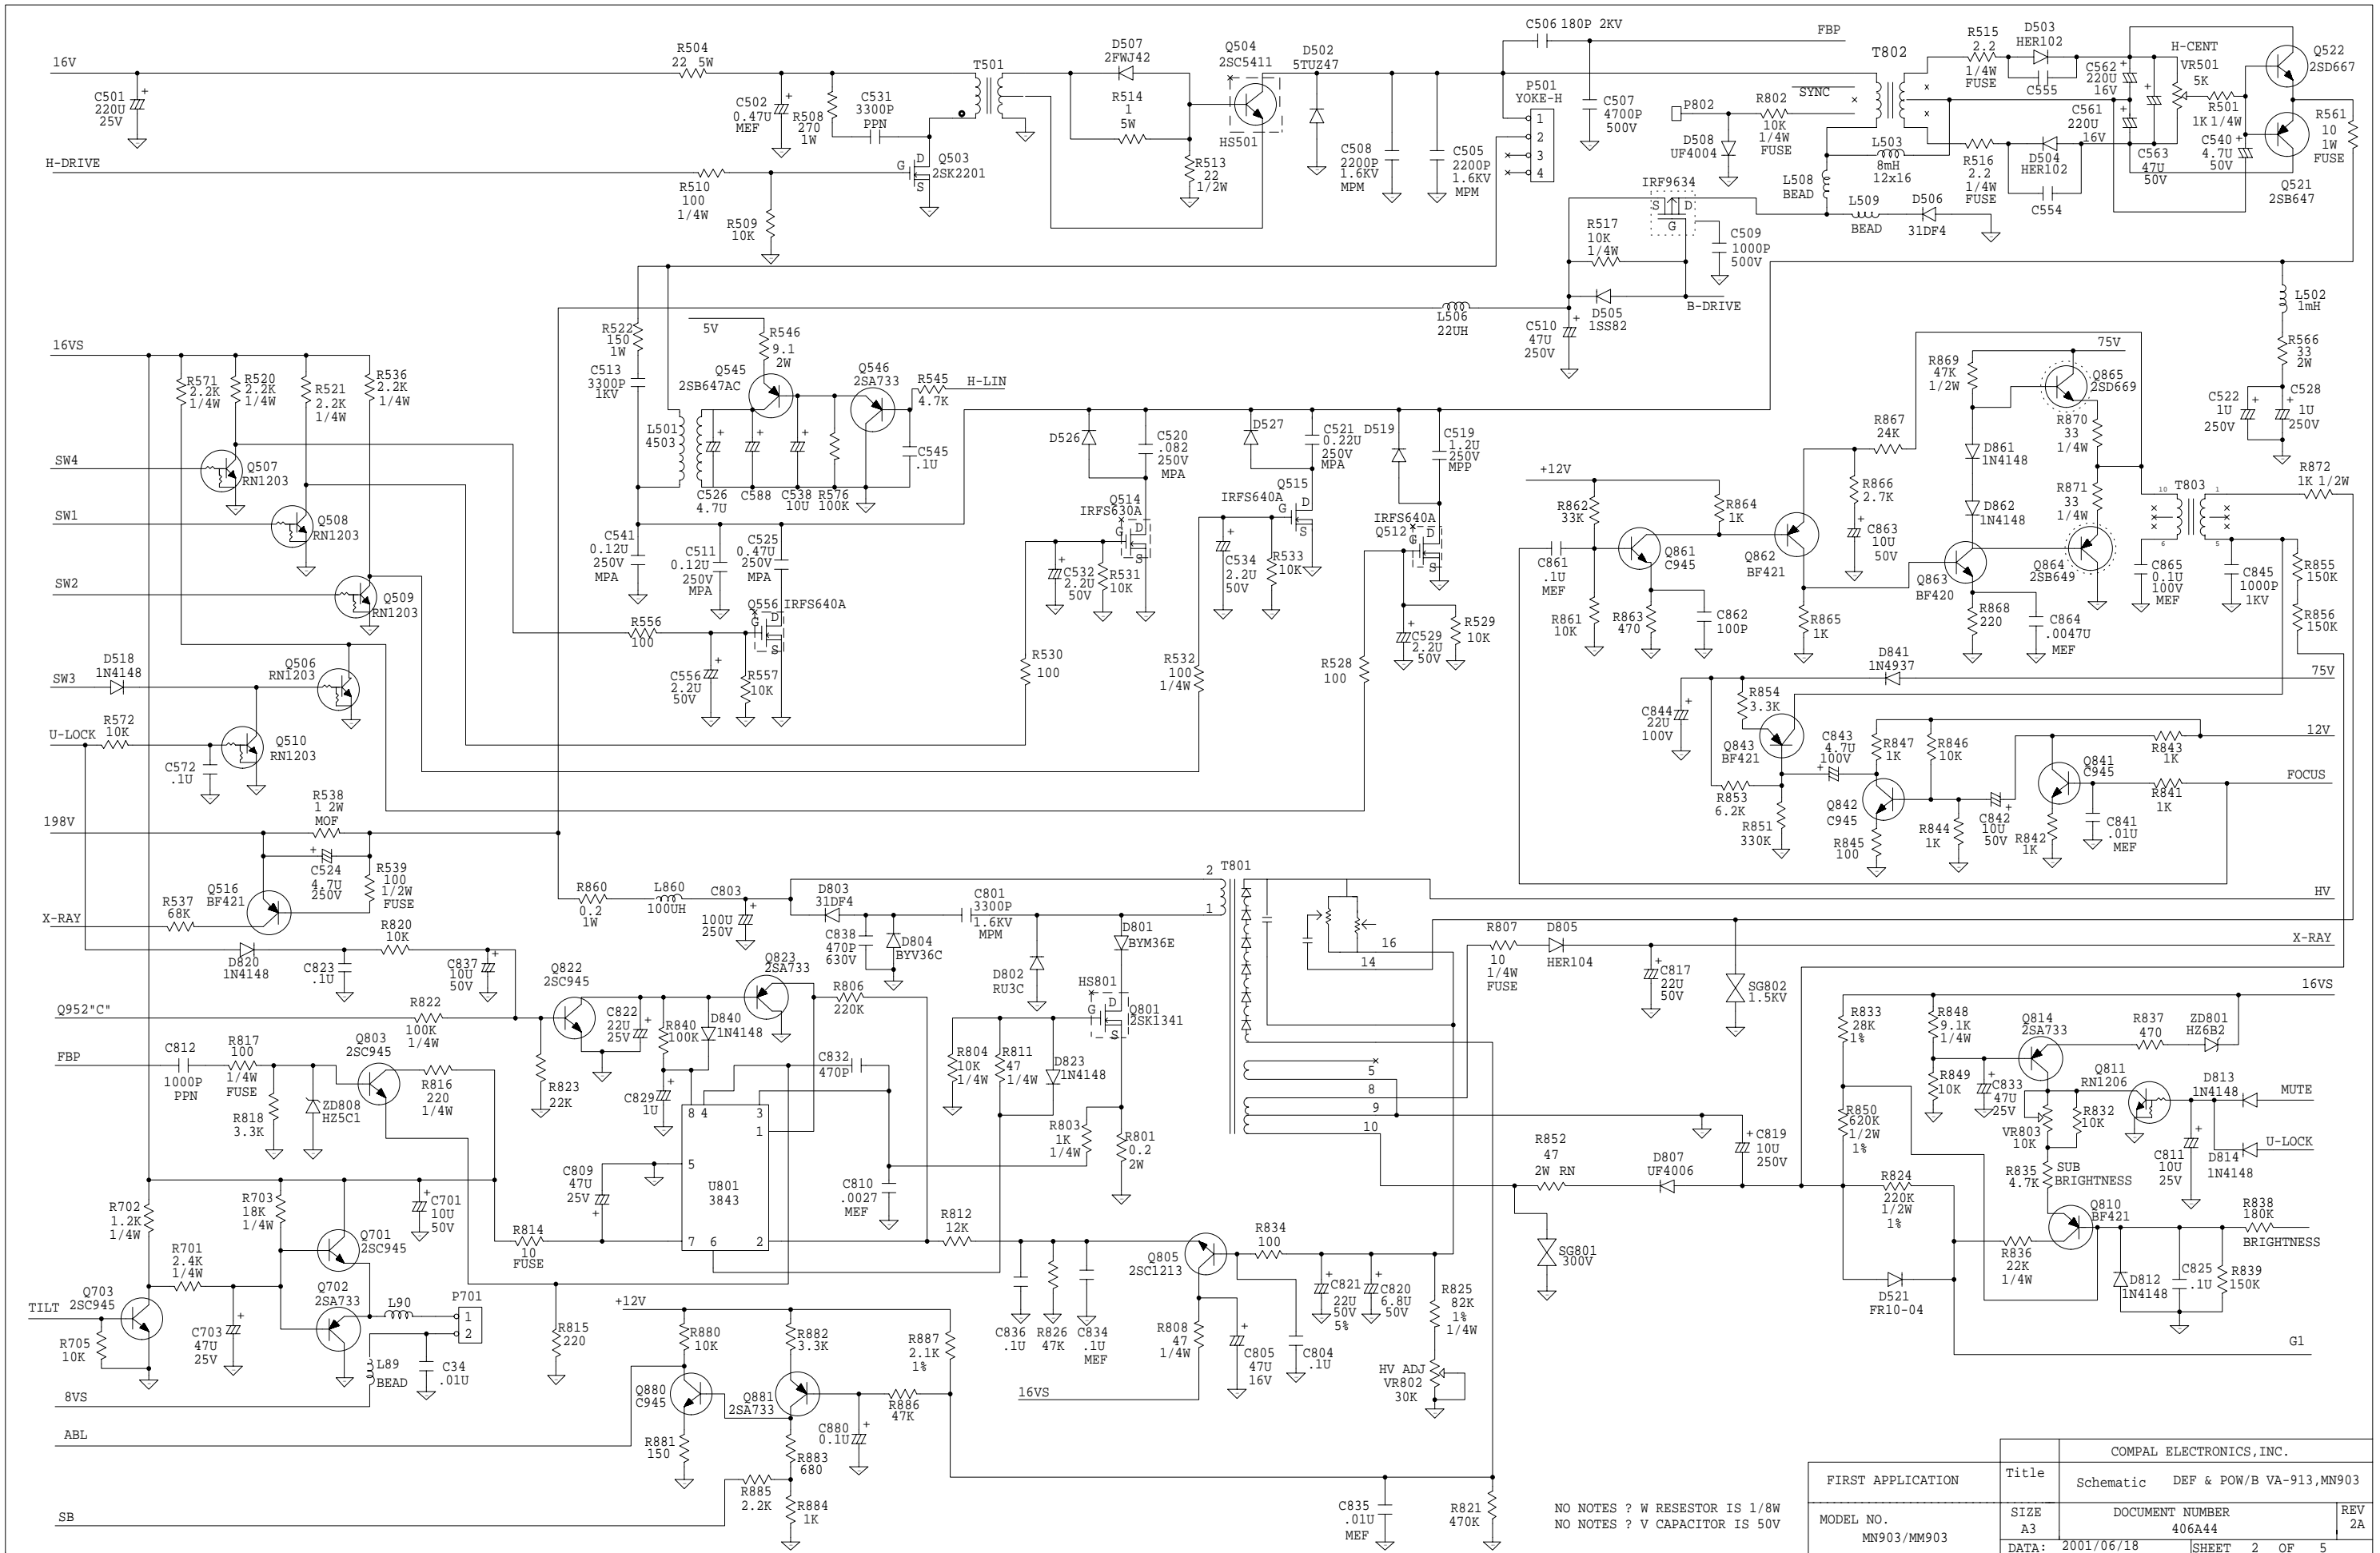 16V
C501
220U
25V
R504
22 5W
C502
0.47U
MEF
R508
270
1W
C531
3300P
PPN
T501
D507
2FWJ42
R514
1
5W
Q504
2SC5411
HS501
D502
5TUZ47
R513
22
1/2W
C508
2200P
1.6KV
MPM
C505
2200P
1.6KV
MPM
C506 180P 2KV
FBP
P501
YOKE-H
1
2
3
4
C507
4700P
500V
P802
R802
10K
1/4W
FUSE
D508
UF4004
SYNC
T802
R515
2.2
1/4W
FUSE
D503
HER102
C555
C562
220U
16V
C561
220U
16V
H-CENT
VR501
5K
R501
1K 1/4W
Q522
2SD667
R561
10
1W
FUSE
Q521
2SB647
C540
4.7U
50V
C563
47U
50V
L503
8mH
12x16
R516
2.2
1/4W
FUSE
D504
HER102
C554
L508
BEAD
L509
BEAD
D506
31DF4
H-DRIVE
R510
100
1/4W
R509
10K
G
D
S
Q503
2SK2201
IRF9634
S
D
G
R517
10K
1/4W
C509
1000P
500V
D505
1SS82
B-DRIVE
L506
22UH
C510
47U
250V
L502
1mH
R566
33
2W
C522
1U
250V
C528
1U
250V
16VS
R571
2.2K
1/4W
R520
2.2K
1/4W
R521
2.2K
1/4W
R536
2.2K
1/4W
SW4
Q507
RN1203
SW1
Q508
RN1203
SW2
Q509
RN1203
SW3
D518
1N4148
Q506
RN1203
U-LOCK
R572
10K
Q510
RN1203
C572
.1U
R522
150
1W
C513
3300P
1KV
5V
R546
9.1
2W
Q545
2SB647AC
Q546
2SA733
R545
4.7K
H-LIN
L501
4503
C526
4.7U
C588
C538
10U
R576
100K
C545
.1U
C541
0.12U
250V
MPA
C511
0.12U
250V
MPA
C525
0.47U
250V
MPA
Q556
IRFS640A
G
D
S
R556
100
C556
2.2U
50V
R557
10K
D526
C520
.082
250V
MPA
Q514
IRFS630A
G
D
S
C532
2.2U
50V
R531
10K
R530
100
D527
C521
0.22U
250V
MPA
Q515
IRFS640A
G
D
S
C534
2.2U
50V
R533
10K
R532
100
1/4W
D519
C519
1.2U
250V
MPP
IRFS640A
Q512
G
D
S
C529
2.2U
50V
R529
10K
R528
100
+12V
R862
33K
C861
.1U
MEF
R861
10K
Q861
C945
R863
470
C862
100P
R864
1K
Q862
BF421
R865
1K
R866
2.7K
C863
10U
50V
R867
24K
R869
47K
1/2W
D861
1N4148
D862
1N4148
75V
Q865
2SD669
R870
33
1/4W
R871
33
1/4W
Q864
2SB649
Q863
BF420
R868
220
C864
.0047U
MEF
T803
10
1
6
5
R872
1K 1/2W
C865
0.1U
100V
MEF
C845
1000P
1KV
R855
150K
R856
150K
D841
1N4937
75V
C844
22U
100V
R854
3.3K
Q843
BF421
C843
4.7U
100V
R847
1K
R846
10K
Q841
C945
R843
1K
12V
FOCUS
R841
1K
R853
6.2K
R851
330K
Q842
C945
R845
100
R844
1K
C842
10U
50V
R842
1K
C841
.01U
MEF
198V
R538
1 2W
MOF
C524
4.7U
250V
R539
100
1/2W
FUSE
Q516
BF421
R537
68K
X-RAY
D820
1N4148
R820
10K
C823
.1U
C837
10U
50V
R860
0.2
1W
L860
100UH
C803
100U
250V
D803
31DF4
C838
470P
630V
D804
BYV36C
C801
3300P
1.6KV
MPM
D802
RU3C
D801
BYM36E
HS801
Q801
2SK1341
G
D
S
T801
2
1
16
14
5
8
9
10
HV
R807
10
1/4W
FUSE
D805
HER104
X-RAY
C817
22U
50V
SG802
1.5KV
Q952"C"
R822
100K
1/4W
Q822
2SC945
R823
22K
C822
22U
25V
R840
100K
D840
1N4148
Q823
2SA733
R806
220K
C829
1U
C832
470P
R804
10K
1/4W
R811
47
1/4W
D823
1N4148
R803
1K
1/4W
R801
0.2
2W
FBP
C812
1000P
PPN
R817
100
1/4W
FUSE
R818
3.3K
ZD808
HZ5C1
Q803
2SC945
R816
220
1/4W
8 4
3
1
5
U801
3843
7
6
2
C809
47U
25V
C810
.0027
MEF
R814
10
FUSE
R812
12K
C836
.1U
R826
47K
C834
.1U
MEF
Q805
2SC1213
R834
100
R808
47
1/4W
C805
47U
16V
C804
.1U
C821
22U
50V
5%
C820
6.8U
50V
R825
82K
1%
1/4W
HV ADJ
VR802
30K
16VS
R852
47
2W RN
D807
UF4006
C819
10U
250V
SG801
300V
16VS
R833
28K
1%
R848
9.1K
1/4W
Q814
2SA733
R837
470
ZD801
HZ6B2
R849
10K
C833
47U
25V
Q811
RN1206
D813
1N4148
MUTE
R850
620K
1/2W
1%
VR803
10K
R832
10K
SUB
BRIGHTNESS
R835
4.7K
C811
10U
25V
D814
1N4148
U-LOCK
R824
220K
1/2W
1%
Q810
BF421
R838
180K
BRIGHTNESS
R836
22K
1/4W
D521
FR10-04
D812
1N4148
C825
.1U
R839
150K
G1
R702
1.2K
1/4W
R703
18K
1/4W
C701
10U
50V
Q701
2SC945
R701
2.4K
1/4W
Q703
2SC945
Q702
2SA733
L90
P701
1
2
TILT
R705
10K
C703
47U
25V
L89
BEAD
C34
.01U
8VS
R815
220
+12V
R880
10K
R882
3.3K
R887
2.1K
1%
Q880
C945
Q881
2SA733
R886
47K
C880
0.1U
R881
150
R883
680
R885
2.2K
R884
1K
ABL
SB
C835
.01U
MEF
R821
470K
NO NOTES ? W RESESTOR IS 1/8W
NO NOTES ? V CAPACITOR IS 50V
FIRST APPLICATION
MODEL NO.
MN903/MM903
COMPAL ELECTRONICS,INC.
Title
Schematic DEF & POW/B VA-913,MN903
SIZE
A3
DOCUMENT NUMBER
406A44
REV
2A
DATA: 2001/06/18
SHEET 2 OF 5